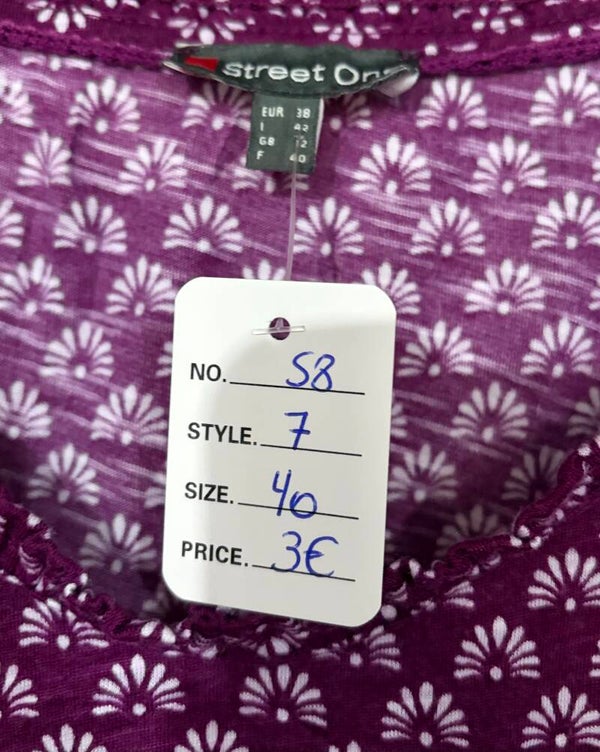 street One
EUR 38
I 42
GB 12
F 40
NO. 58
STYLE. 7
SIZE. 40
PRICE. 3€